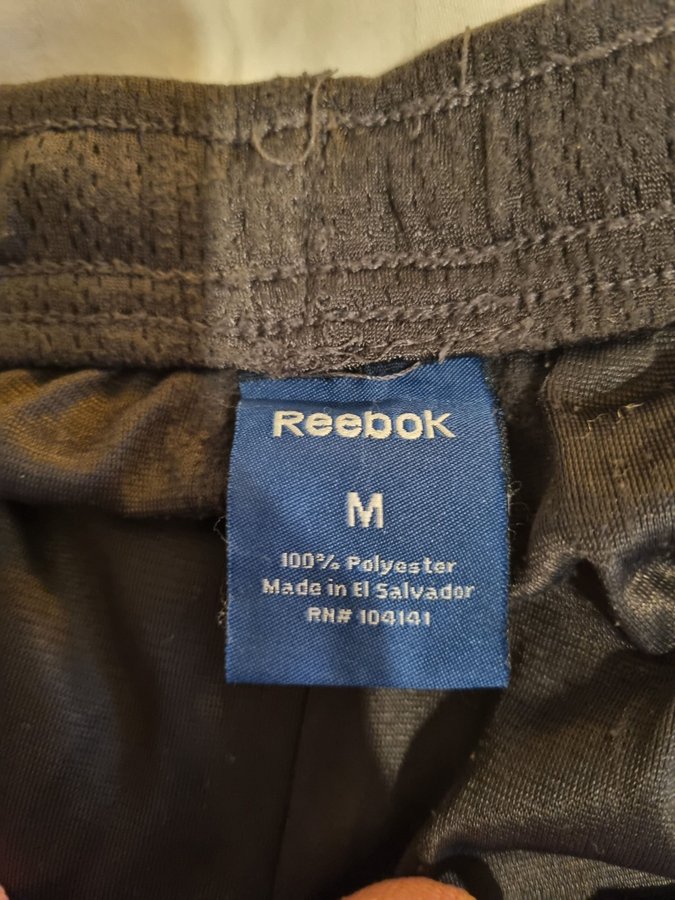 Reebok
M
100% Polyester
Made in El Salvador
RN# 104141